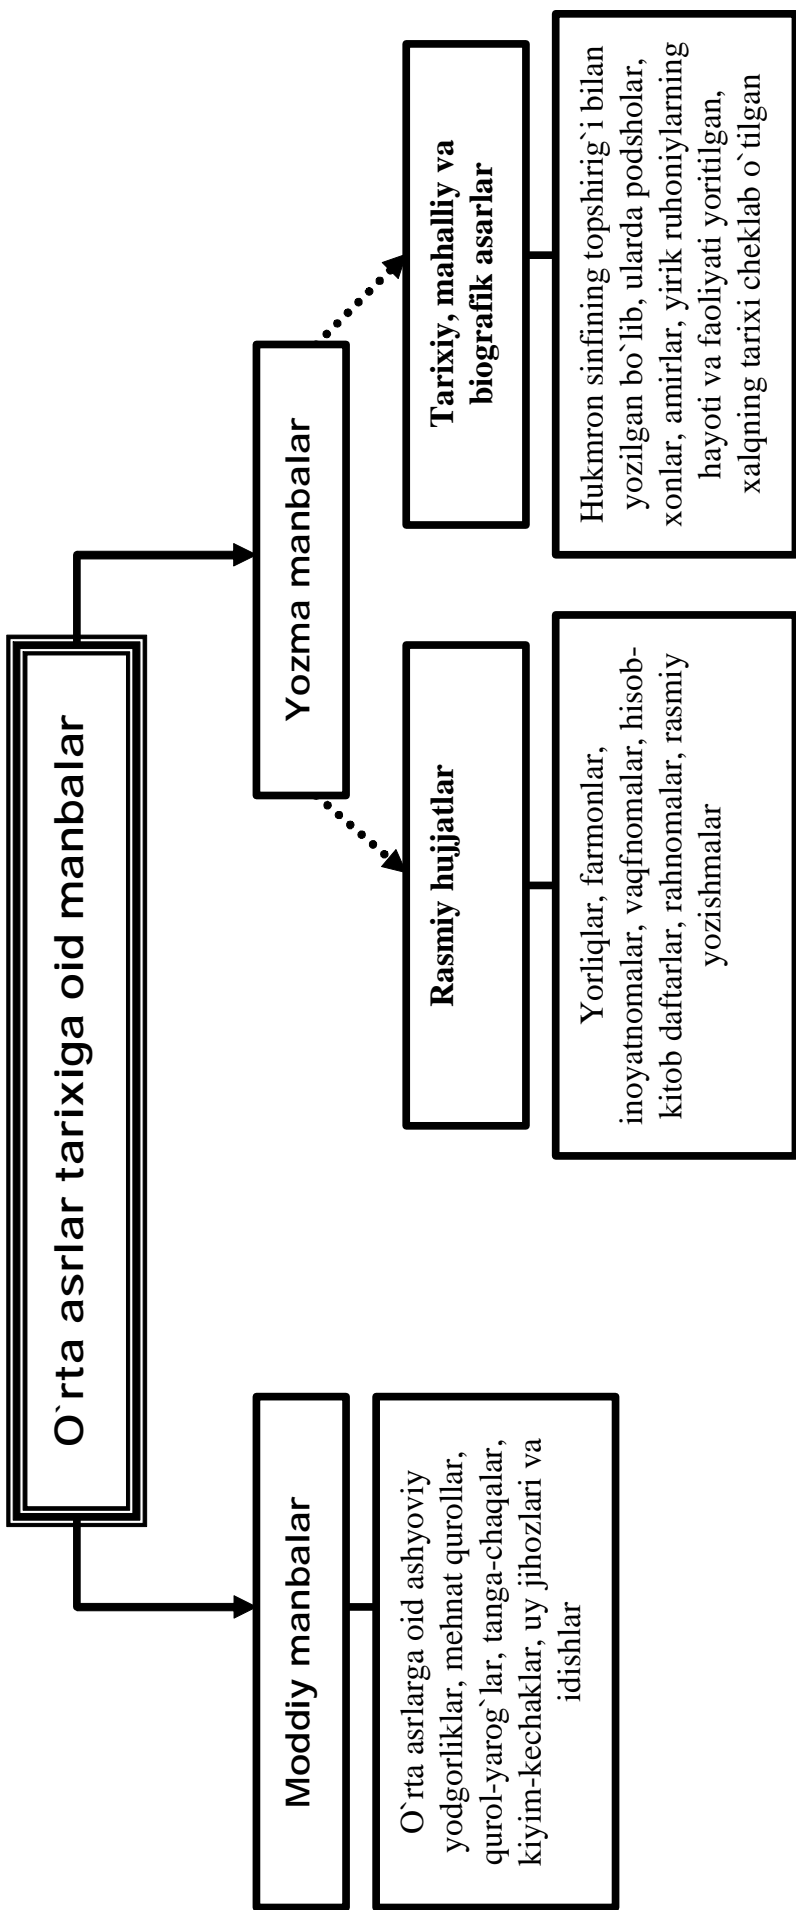 O`rta asrlar tarixiga oid manbalar
Moddiy manbalar
O`rta asrlarga oid ashyoviy
yodgorliklar, mehnat qurollar,
qurol-yarog`lar, tanga-chaqalar,
kiyim-kechaklar, uy jihozlari va
idishlar
Yozma manbalar
Rasmiy hujjatlar
Yorliqlar, farmonlar,
inoyatnomalar, vaqfnomalar, hisob-
kitob daftarlar, rahnomalar, rasmiy
yozishmalar
Tarixiy, mahalliy va
biografik asarlar
Hukmron sinfining topshirig`i bilan
yozilgan bo`lib, ularda podsholar,
xonlar, amirlar, yirik ruhoniylarning
hayoti va faoliyati yoritilgan,
xalqning tarixi cheklab o`tilgan